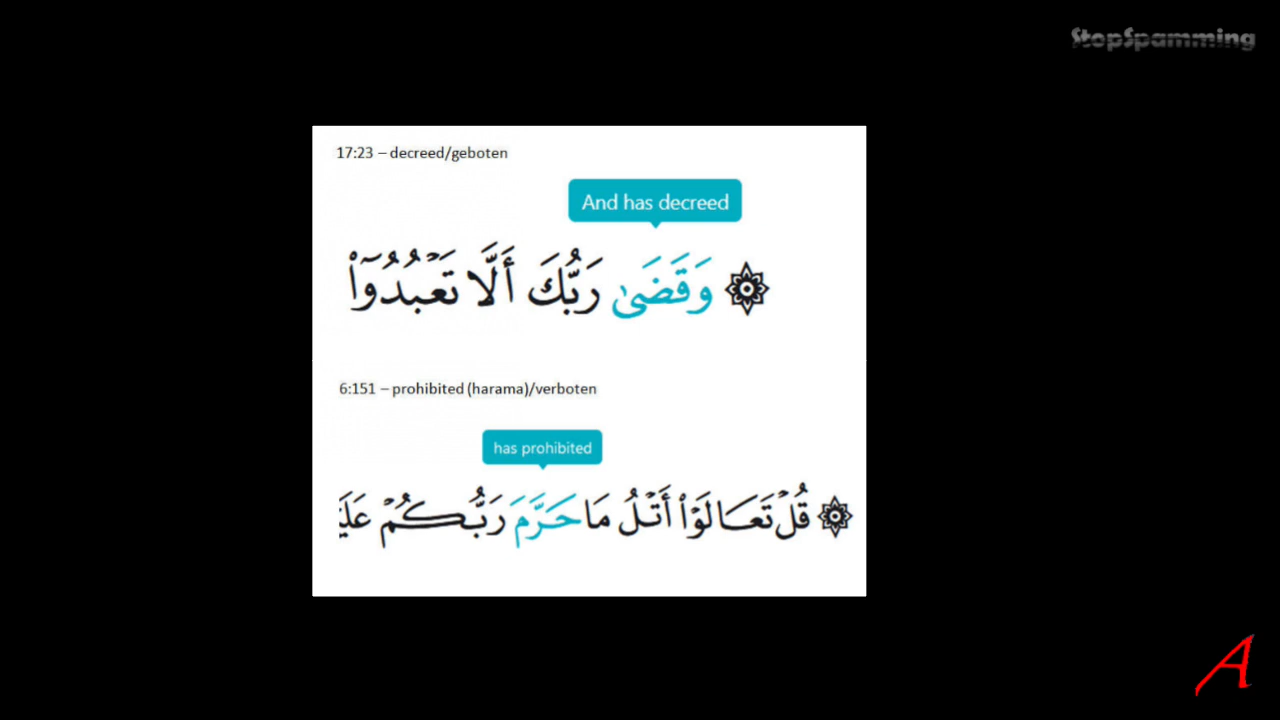 StopSpamming
17:23 – decreed/geboten
And has decreed
۞ وَقَضَىٰ رَبُّكَ أَلَّا تَعْبُدُوٓا۟
6:151 – prohibited (harama)/verboten
has prohibited
۞ قُلْ تَعَالَوْا۟ أَتْلُ مَا حَرَّمَ رَبُّكُمْ عَلَيْ
A